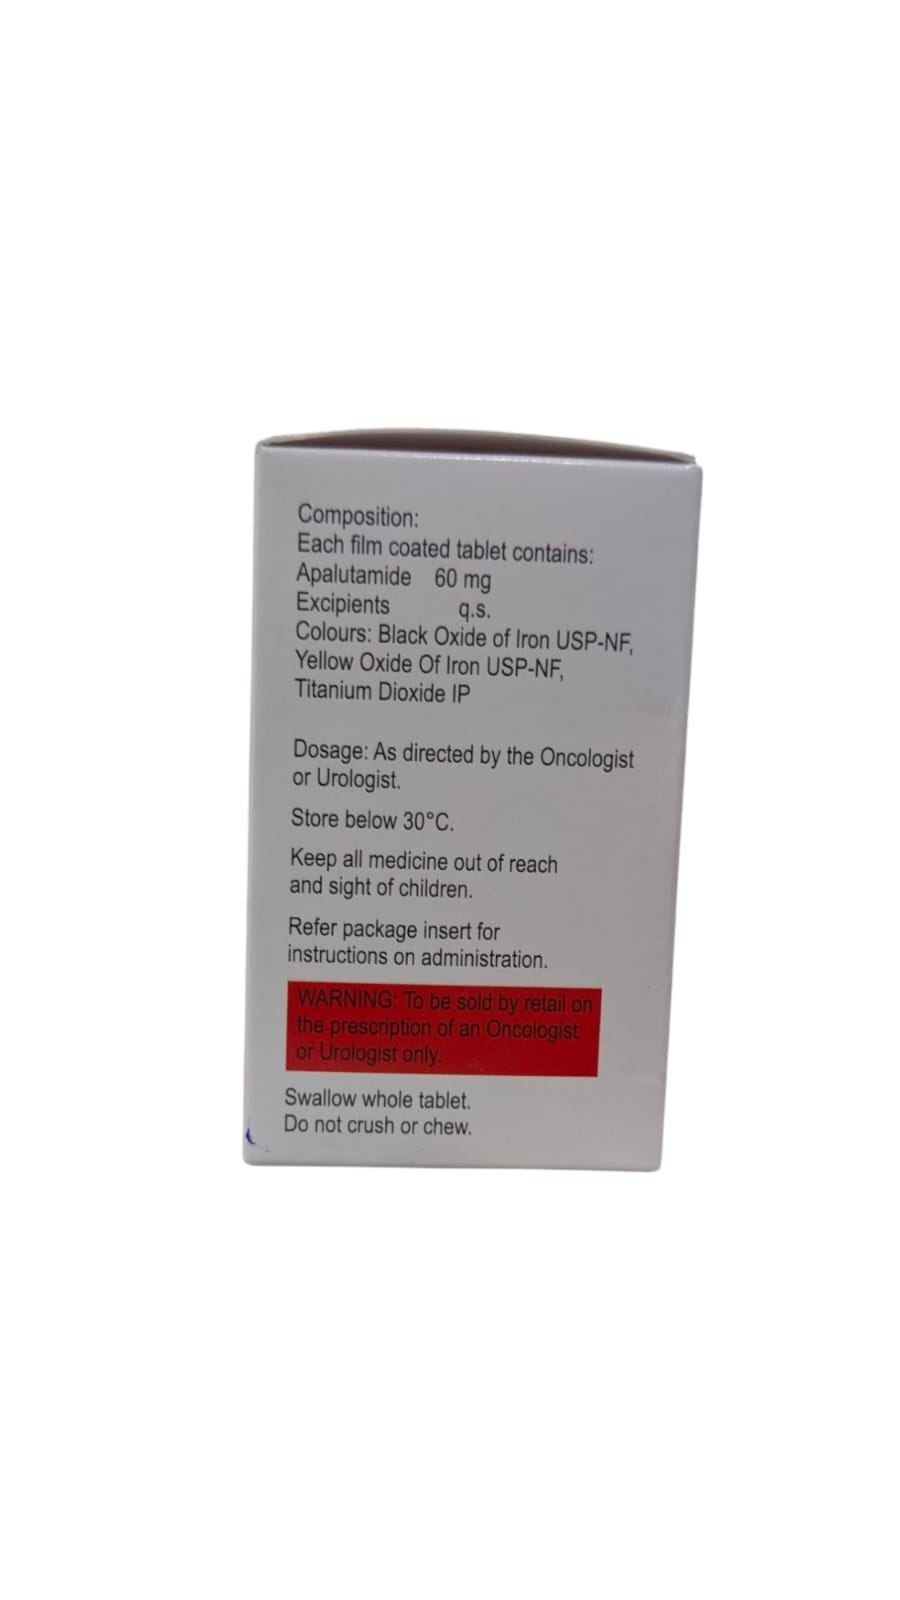 Composition:
Each film coated tablet contains:
Apalutamide 60 mg
Excipients q.s.
Colours: Black Oxide of Iron USP-NF,
Yellow Oxide Of Iron USP-NF,
Titanium Dioxide IP
Dosage: As directed by the Oncologist
or Urologist.
Store below 30°C.
Keep all medicine out of reach
and sight of children.
Refer package insert for
instructions on administration.
WARNING: To be sold by retail on
the prescription of an Oncologist
or Urologist only.
Swallow whole tablet.
Do not crush or chew.